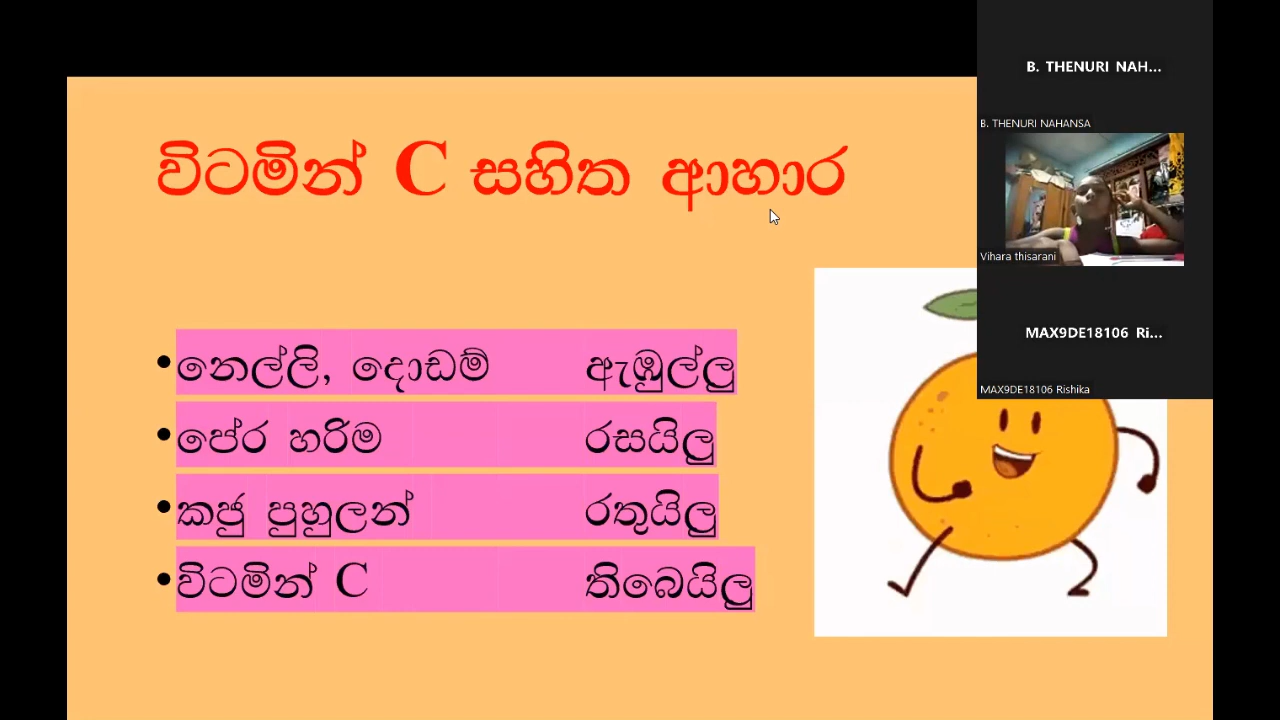 විටමින් C සහිත ආහාර
•නෙල්ලි, දොඩම් ඇඹුල්ලු
•පේර හරිම රසයිලු
•කජු පුහුලන් රතුයිලු
•විටමින් C තිබෙයිලු
B. THENURI NAH...
B. THENURI NAHANSA
Vihara thisarani
MAX9DE18106 Ri...
MAX9DE18106 Rishika